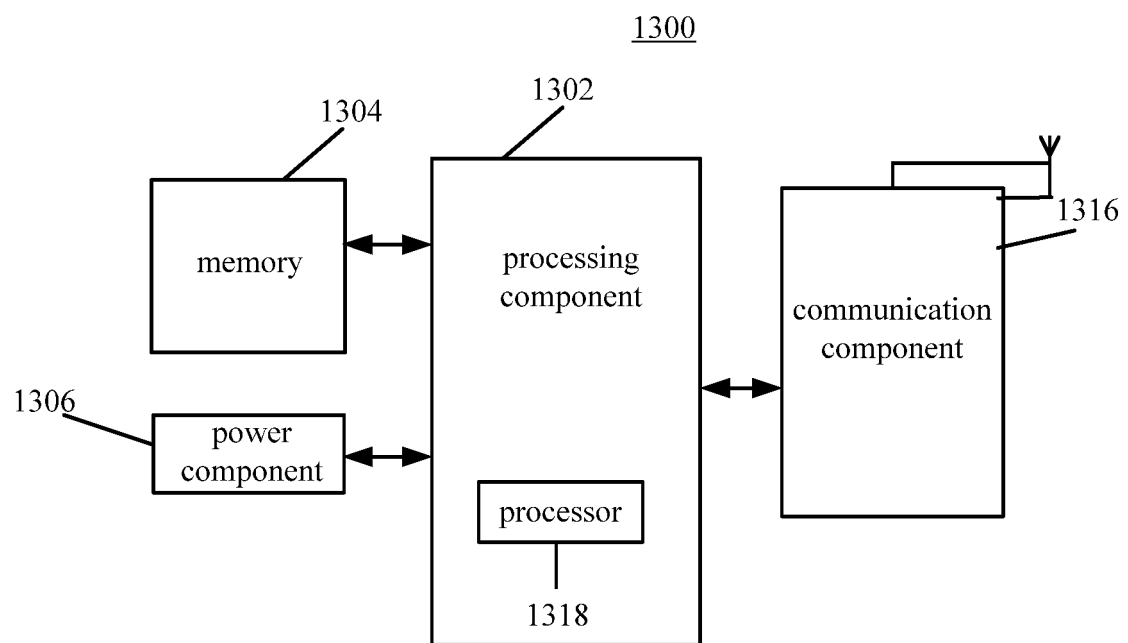 1300
1302
1304
1316
memory
processing
component
communication
component
1306
power
component
processor
1318